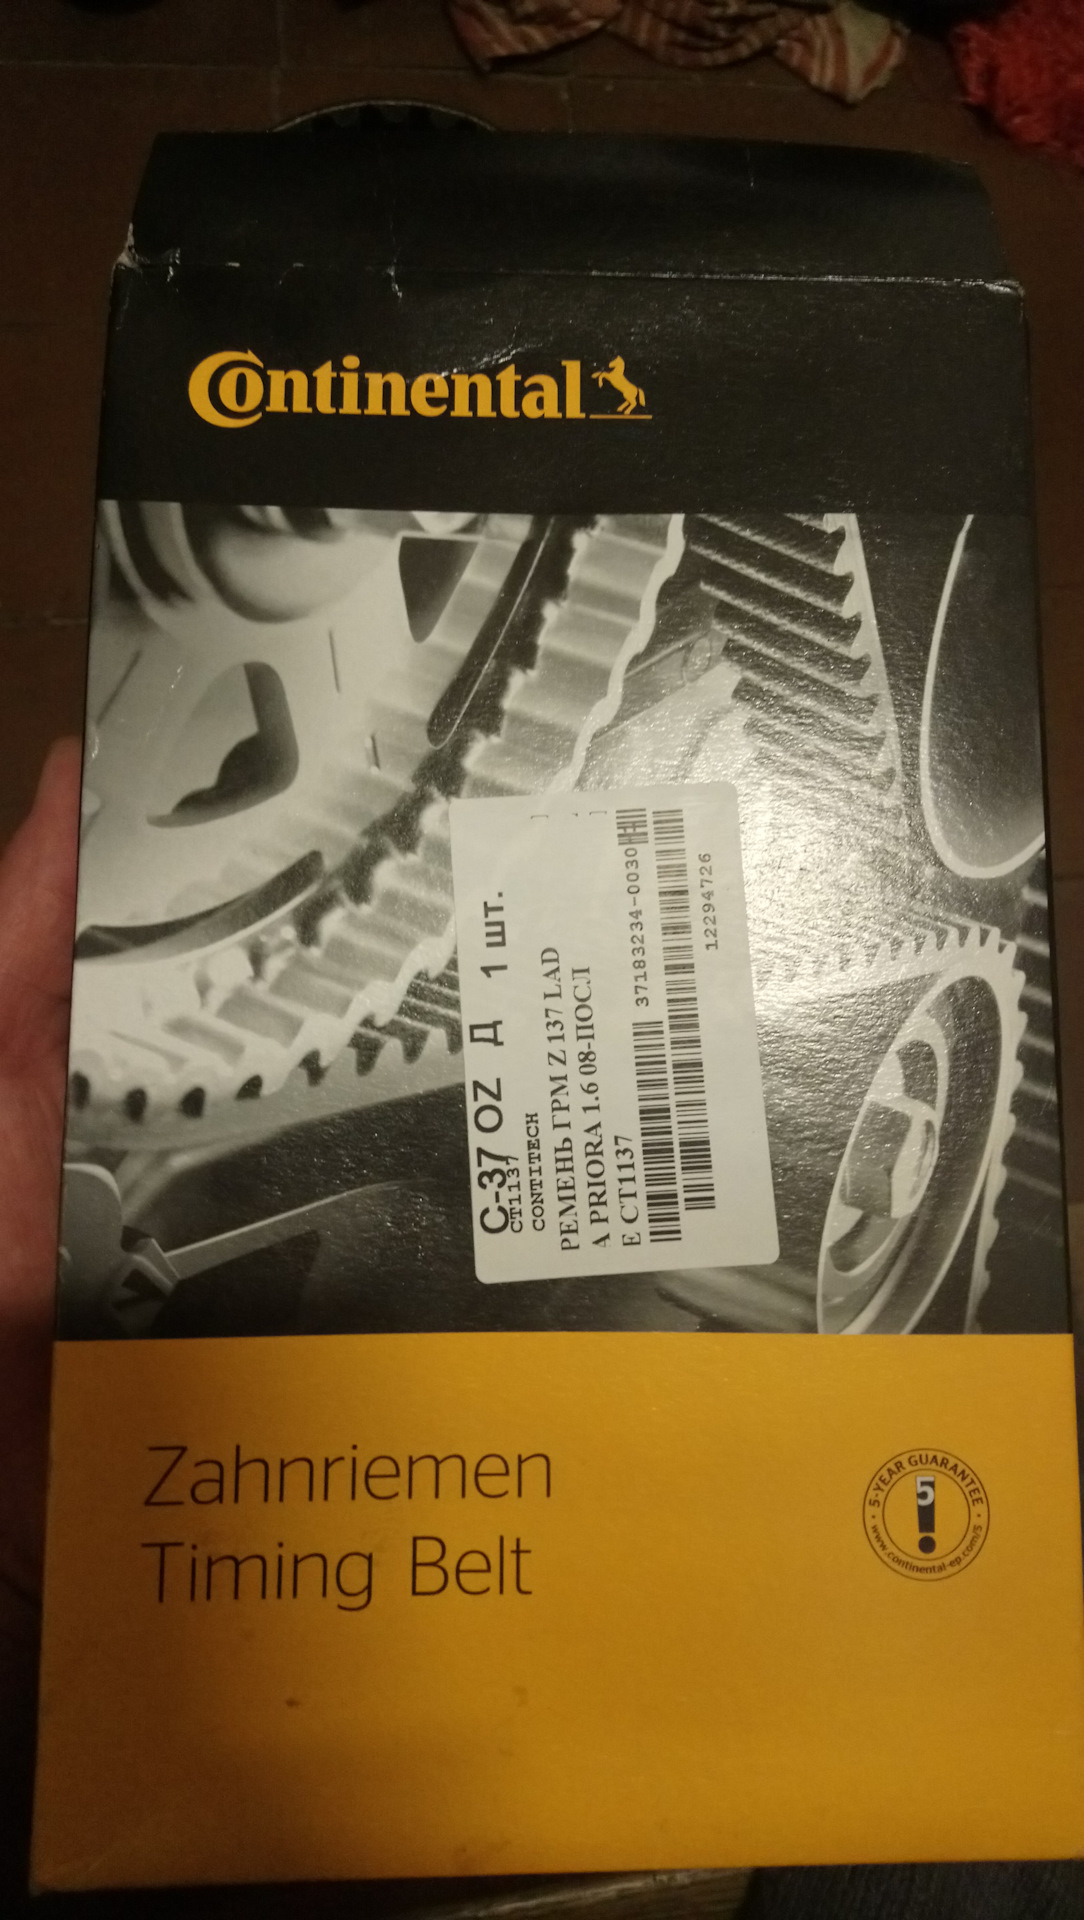 Continental
С-37 OZ Д 1 шт.
CT1137
CONTITECH
РЕМЕНЬ ГРМ Z 137 LAD
A PRIORA 1.6 08-ПОСЛ
Е CT1137
37183234-0030
12294726
Zahnriemen
Timing Belt
· 5-YEAR GUARANTEE ·
5
www.continental-ep.com/5